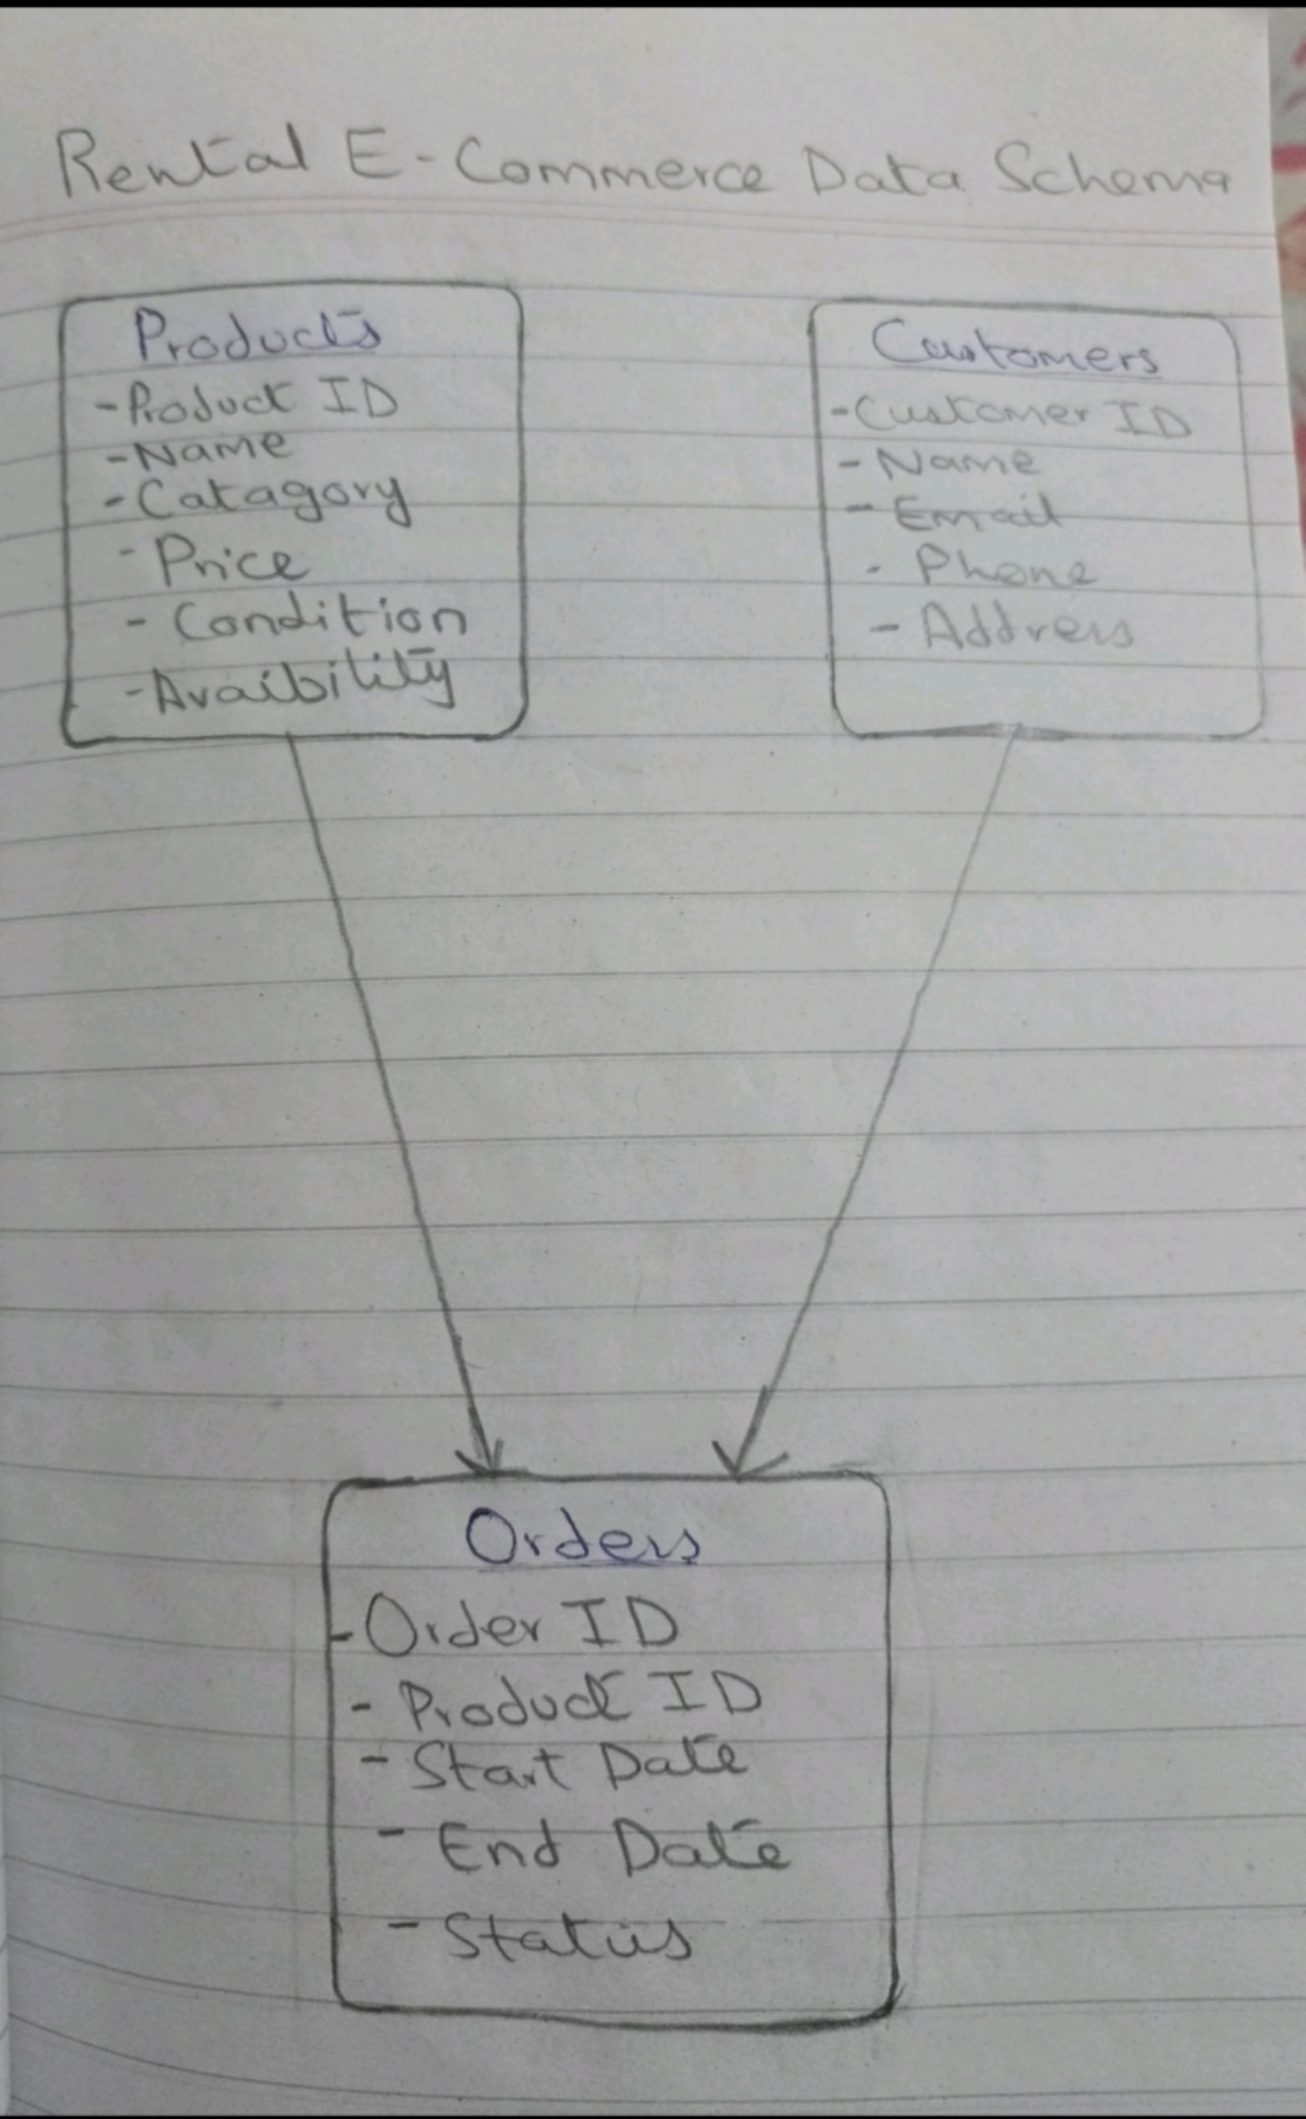 Rental E-Commerce Data Schema
Products
-Product ID
-Name
-Catagory
- Price
- Condition
-Avaibility
Customers
-Customer ID
- Name
- Email
- Phone
- Address
Orders
-Order ID
- Product ID
- Start Date
- End Date
- Status